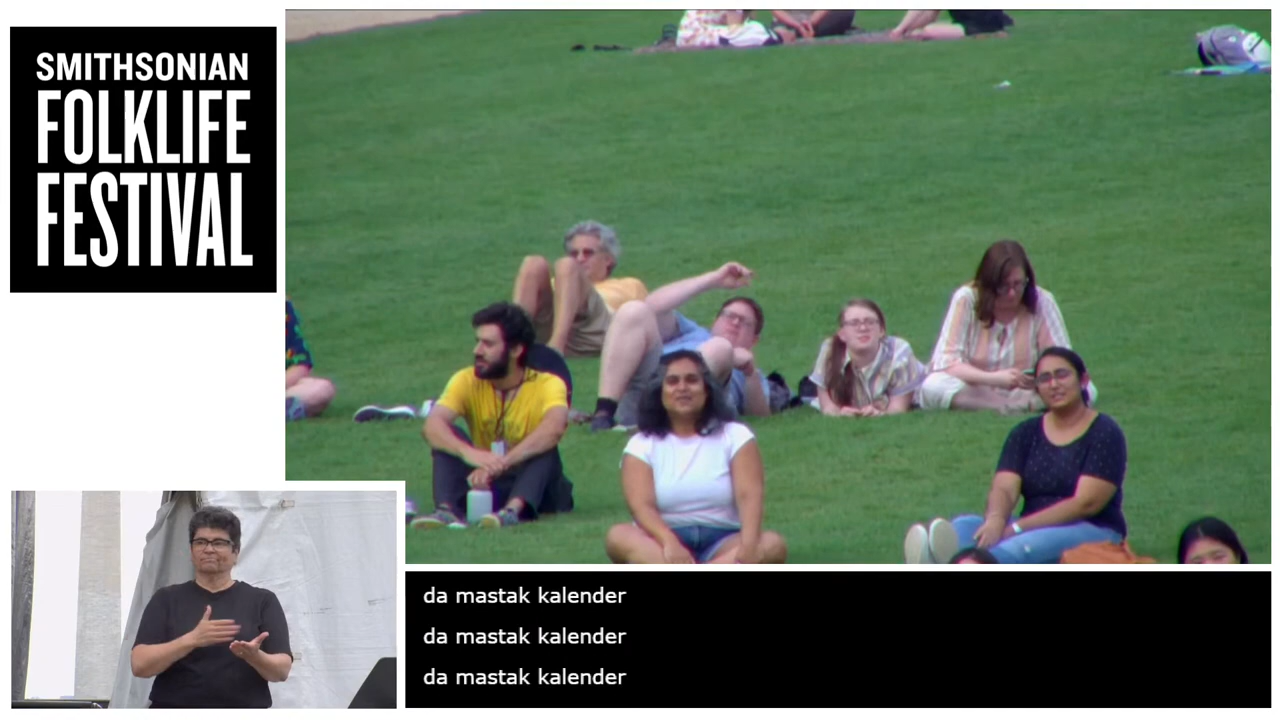 SMITHSONIAN
FOLKLIFE
FESTIVAL
da mastak kalender
da mastak kalender
da mastak kalender